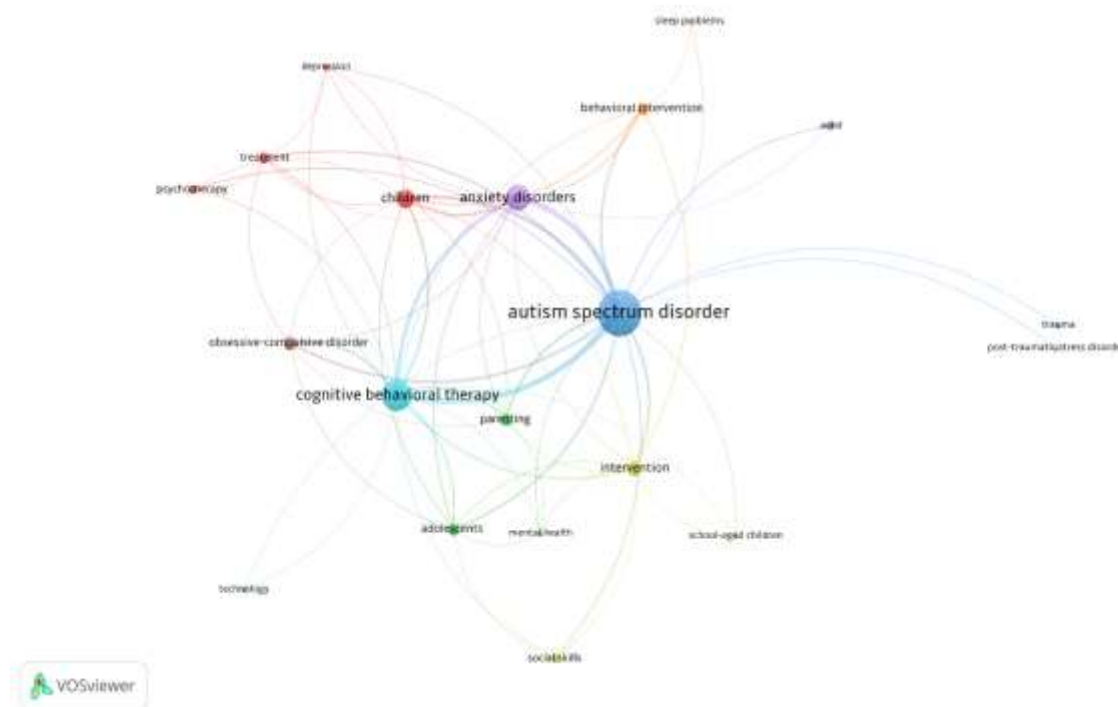 sleep problems
depression
behavioral intervention
adhd
treatment
psychotherapy
children
anxiety disorders
autism spectrum disorder
trauma
obsessive-compulsive disorder
post-traumatic stress disord
cognitive behavioral therapy
parenting
intervention
adolescents
mental health
school-aged children
technology
social skills
VOSviewer